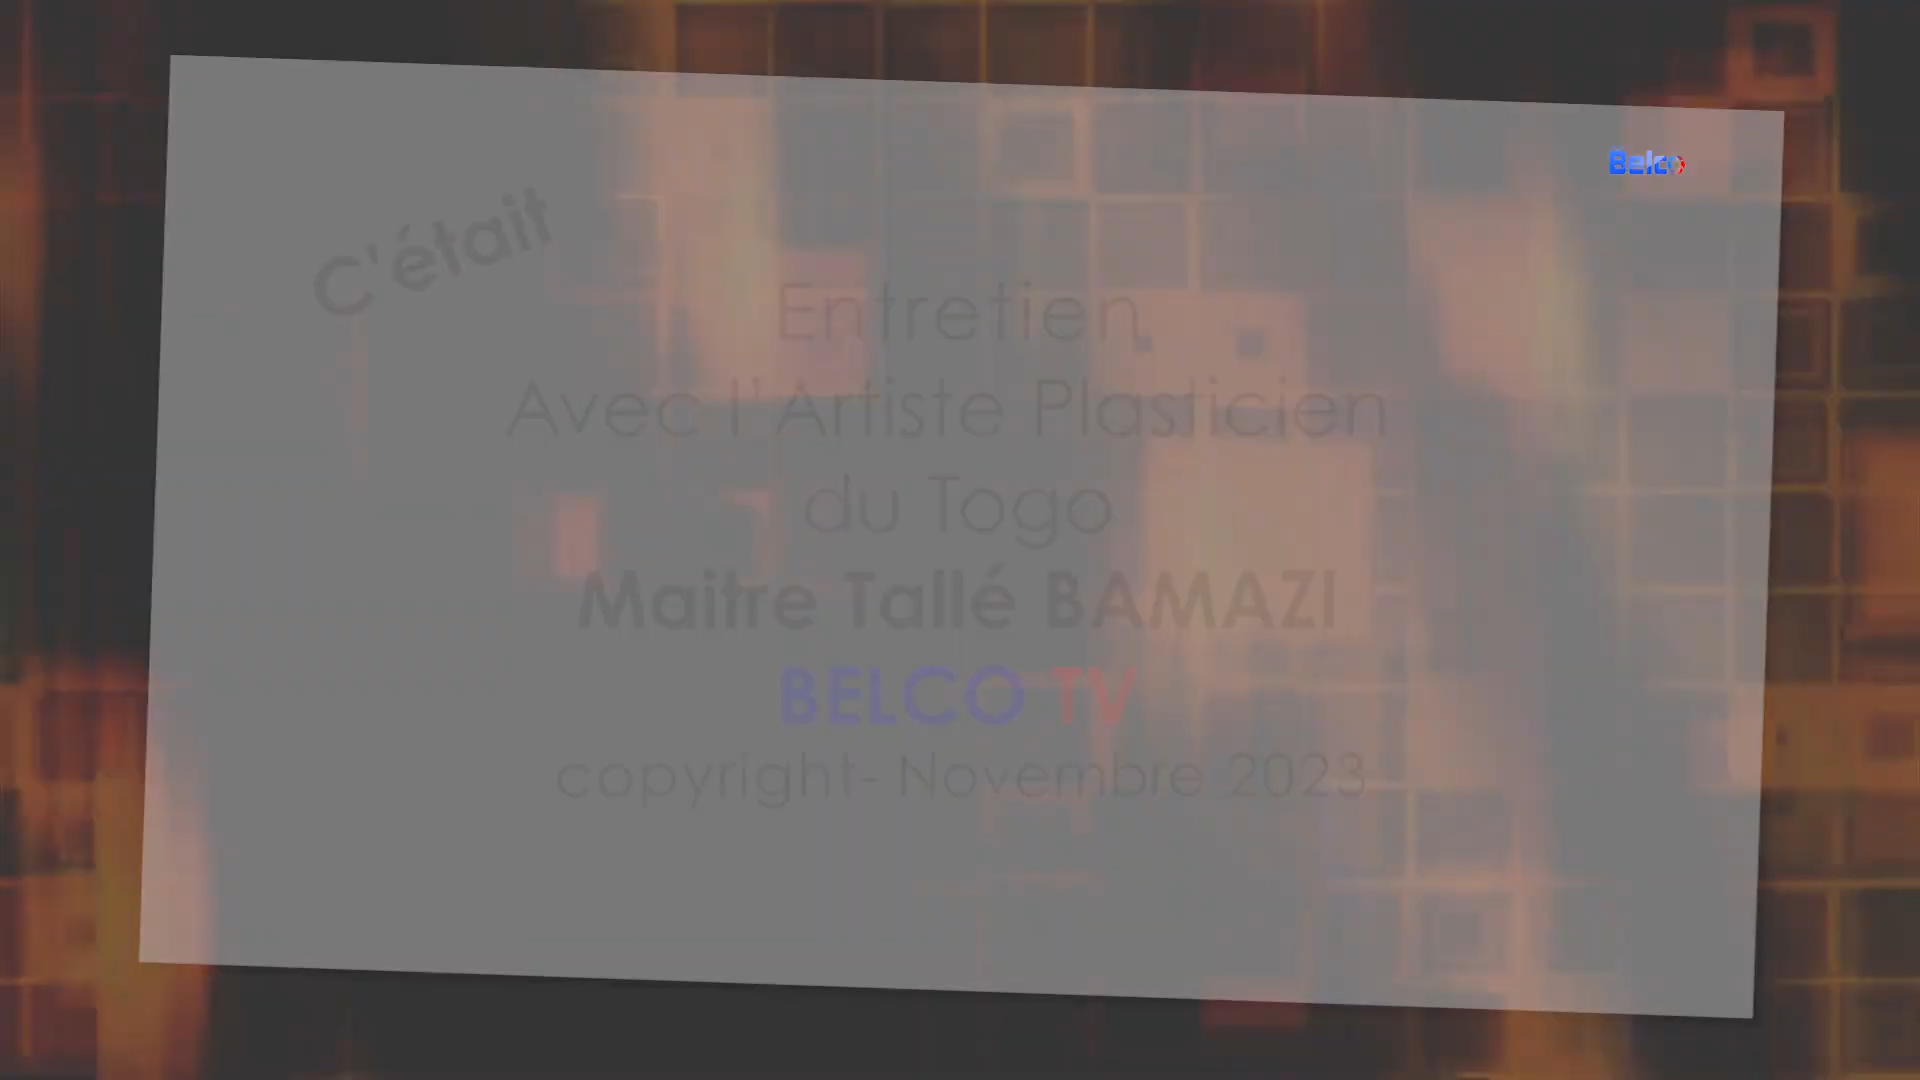 Belco
C'était
Entretien
Avec l'Artiste Plasticien
du Togo
Maitre Tallé BAMAZI
BELCO TV
copyright- Novembre 2023